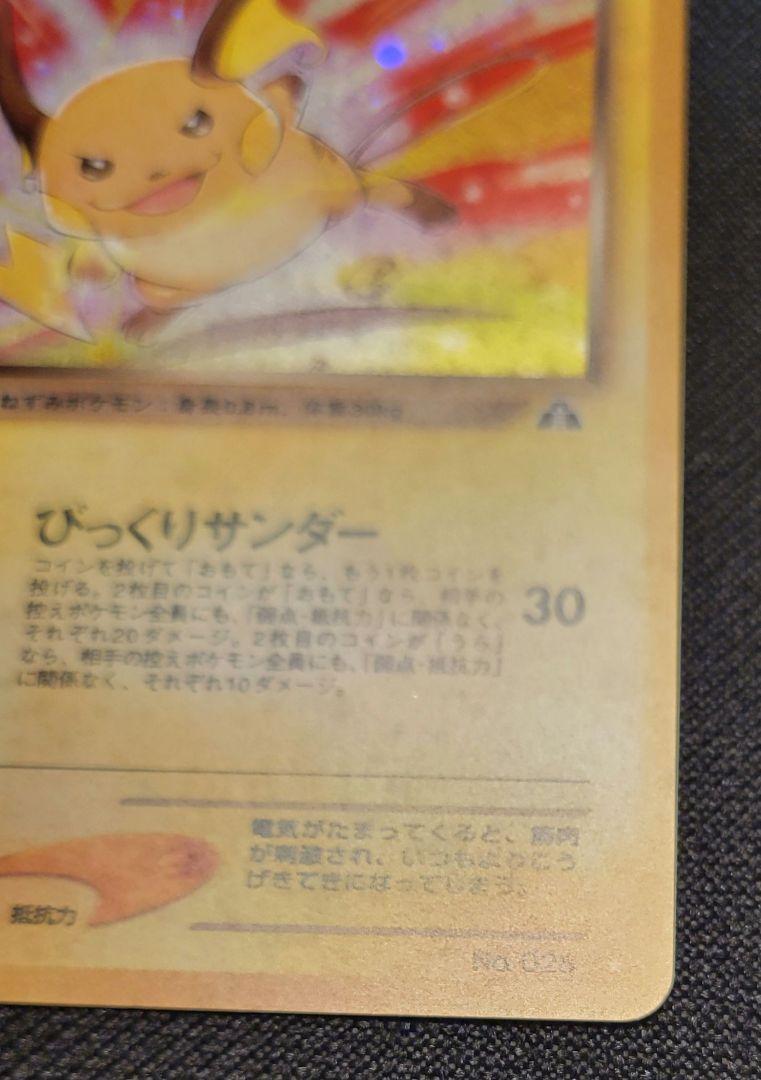 ねずみポケモン：身長0.8m、体重30kg
びっくりサンダー
コインを投げて「おもて」なら、もう1枚コインを
投げる。2枚目のコインが「おもて」なら、相手の
控えポケモン全員にも、「弱点・抵抗力」に関係なく、
それぞれ20ダメージ。2枚目のコインが「うら」
なら、相手の控えポケモン全員にも、「弱点・抵抗力」
に関係なく、それぞれ10ダメージ。
30
電気がたまってくると、筋肉
が刺激され、いつもよりこう
げきてきになってしまう。
抵抗力
No.026